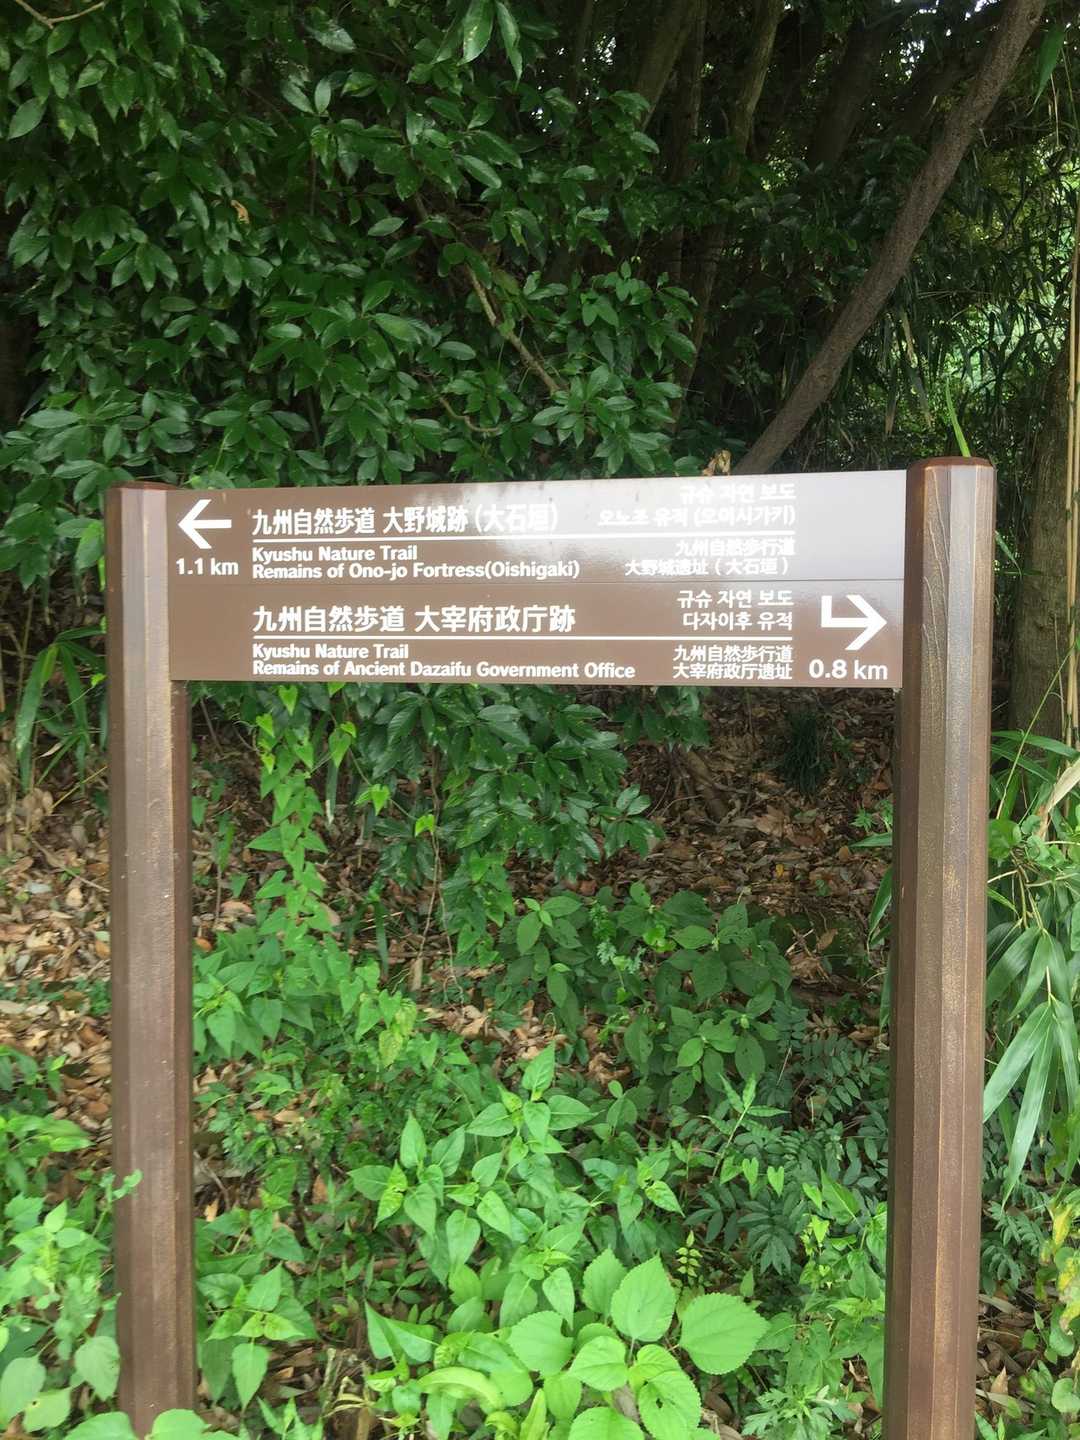 九州自然歩道 大野城跡（大石垣）
Kyushu Nature Trail
Remains of Ono-jo Fortress(Oishigaki)
규슈 자연 보도
오노조 유적 (오이시가키)
九州自然步行道
大野城遗址（大石垣）
1.1 km
九州自然歩道 大宰府政庁跡
Kyushu Nature Trail
Remains of Ancient Dazaifu Government Office
규슈 자연 보도
다자이후 유적
九州自然步行道
大宰府政厅遗址
0.8 km